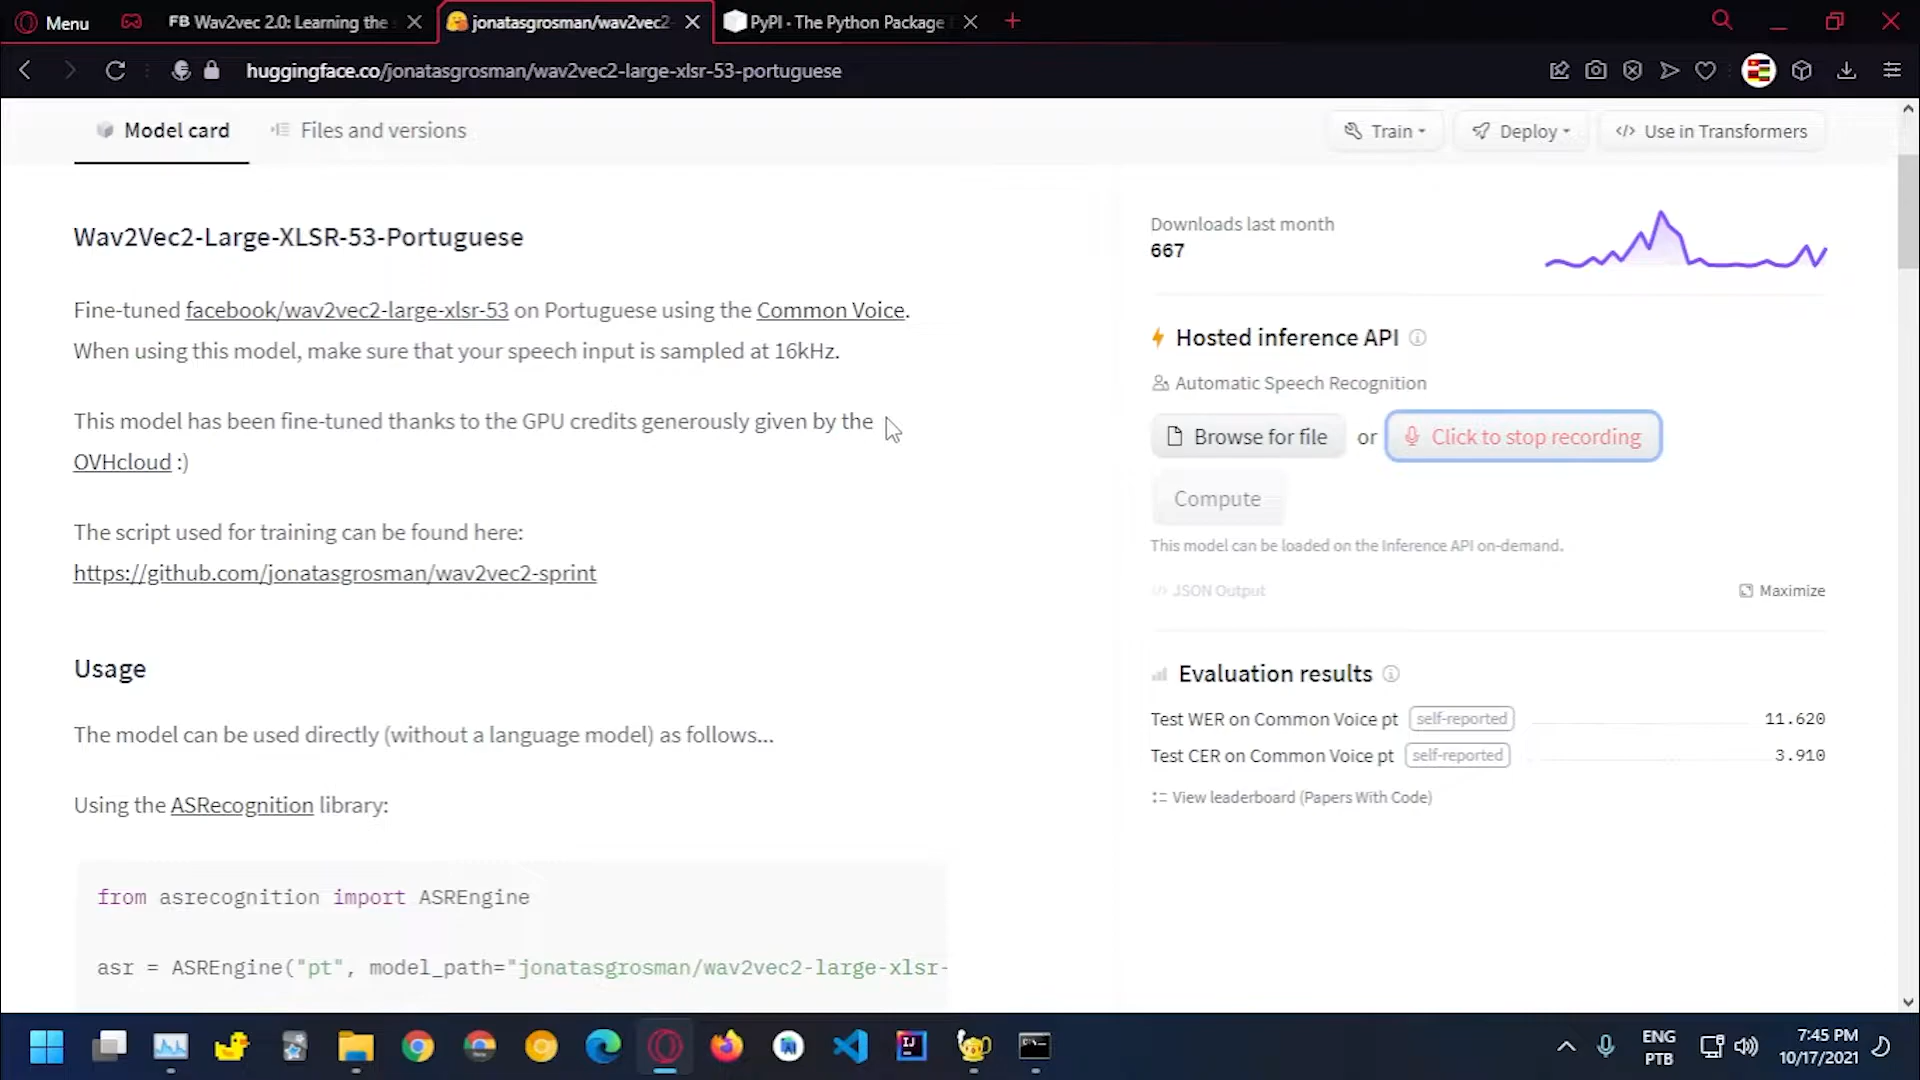 Menu
FB Wav2vec 2.0: Learning the
jonatasgrosman/wav2vec2-
PyPI · The Python Package
huggingface.co/jonatasgrosman/wav2vec2-large-xlsr-53-portuguese
Model card
Files and versions
Train
Deploy
</> Use in Transformers
Wav2Vec2-Large-XLSR-53-Portuguese
Fine-tuned facebook/wav2vec2-large-xlsr-53 on Portuguese using the Common Voice.
When using this model, make sure that your speech input is sampled at 16kHz.
This model has been fine-tuned thanks to the GPU credits generously given by the
OVHcloud :)
The script used for training can be found here:
https://github.com/jonatasgrosman/wav2vec2-sprint
Usage
The model can be used directly (without a language model) as follows...
Using the ASRecognition library:
from asrecognition import ASREngine
asr = ASREngine("pt", model_path="jonatasgrosman/wav2vec2-large-xlsr-
Downloads last month
667
Hosted inference API
Automatic Speech Recognition
Browse for file or Click to stop recording
Compute
This model can be loaded on the Inference API on-demand.
</> JSON Output
Maximize
Evaluation results
Test WER on Common Voice pt self-reported 11.620
Test CER on Common Voice pt self-reported 3.910
View leaderboard (Papers With Code)
ENG
PTB
7:45 PM
10/17/2021